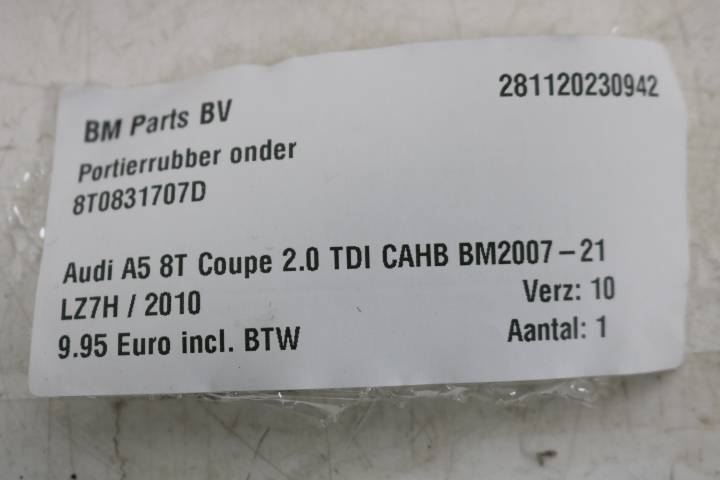 BM Parts BV
281120230942
Portierrubber onder
8T0831707D
Audi A5 8T Coupe 2.0 TDI CAHB BM2007-21
LZ7H / 2010
Verz: 10
9.95 Euro incl. BTW
Aantal: 1